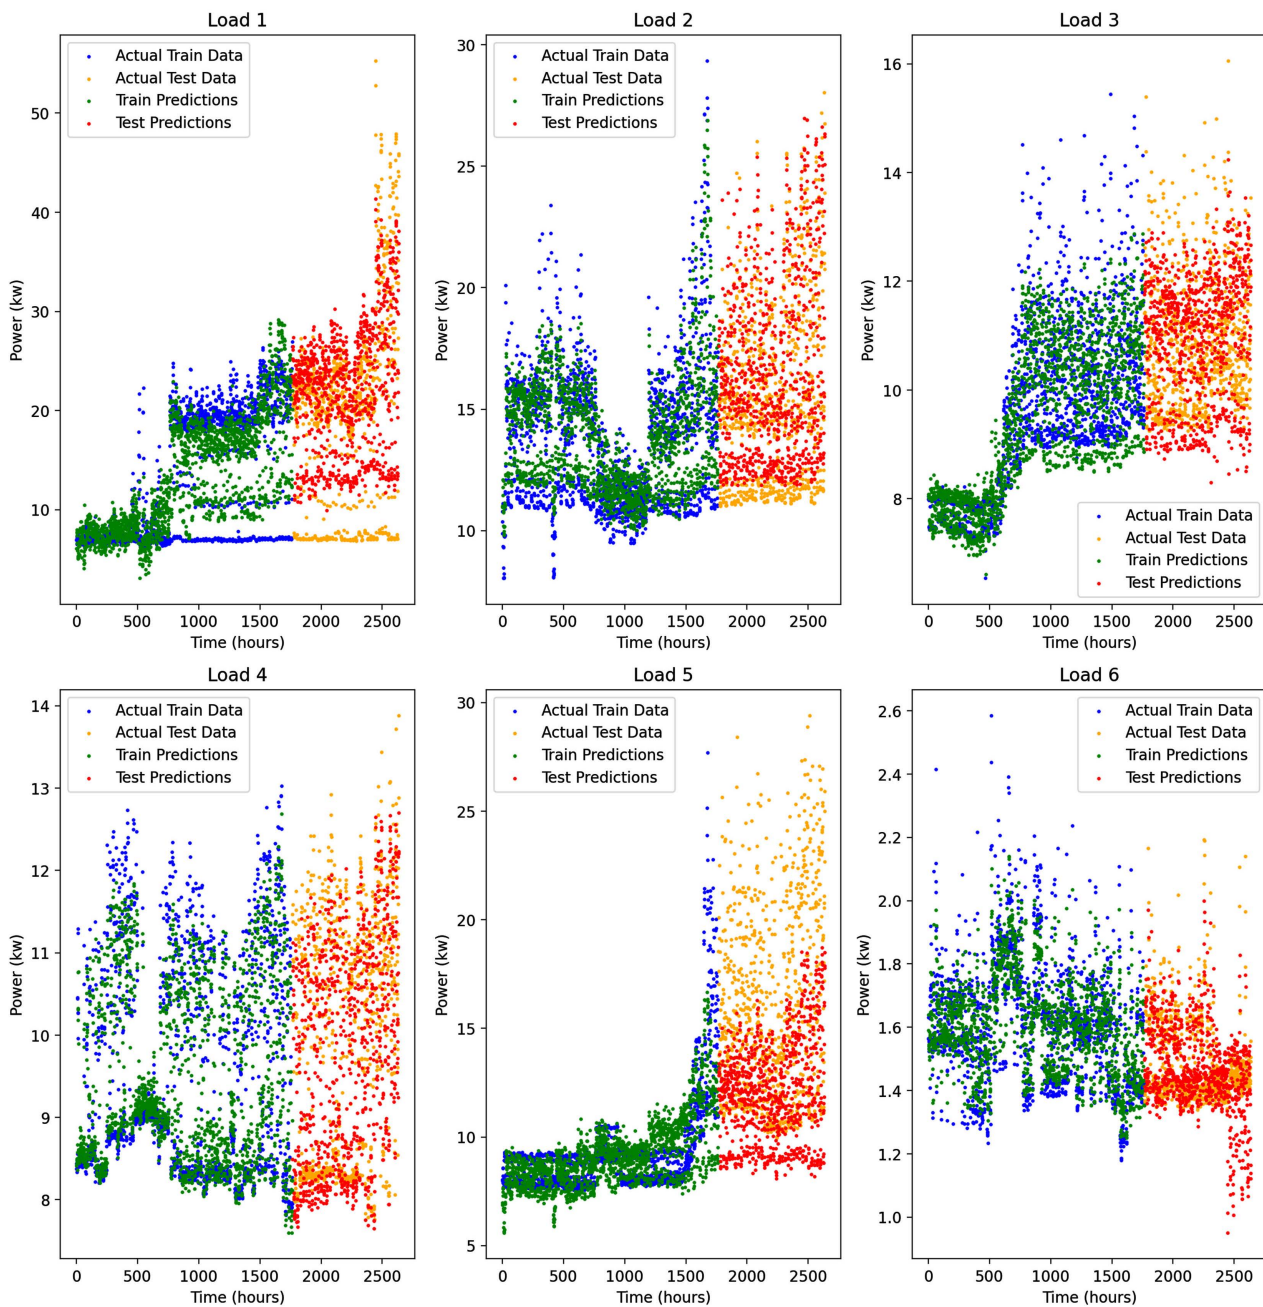 Load 1
Actual Train Data
Actual Test Data
Train Predictions
Test Predictions
50
40
30
20
10
Power (kw)
0 500 1000 1500 2000 2500
Time (hours)
Load 2
Actual Train Data
Actual Test Data
Train Predictions
Test Predictions
30
25
20
15
10
Power (kw)
0 500 1000 1500 2000 2500
Time (hours)
Load 3
16
14
12
10
8
Power (kw)
Actual Train Data
Actual Test Data
Train Predictions
Test Predictions
0 500 1000 1500 2000 2500
Time (hours)
Load 4
Actual Train Data
Actual Test Data
Train Predictions
Test Predictions
14
13
12
11
10
9
8
Power (kw)
0 500 1000 1500 2000 2500
Time (hours)
Load 5
Actual Train Data
Actual Test Data
Train Predictions
Test Predictions
30
25
20
15
10
5
Power (kw)
0 500 1000 1500 2000 2500
Time (hours)
Load 6
Actual Train Data
Actual Test Data
Train Predictions
Test Predictions
2.6
2.4
2.2
2.0
1.8
1.6
1.4
1.2
1.0
Power (kw)
0 500 1000 1500 2000 2500
Time (hours)